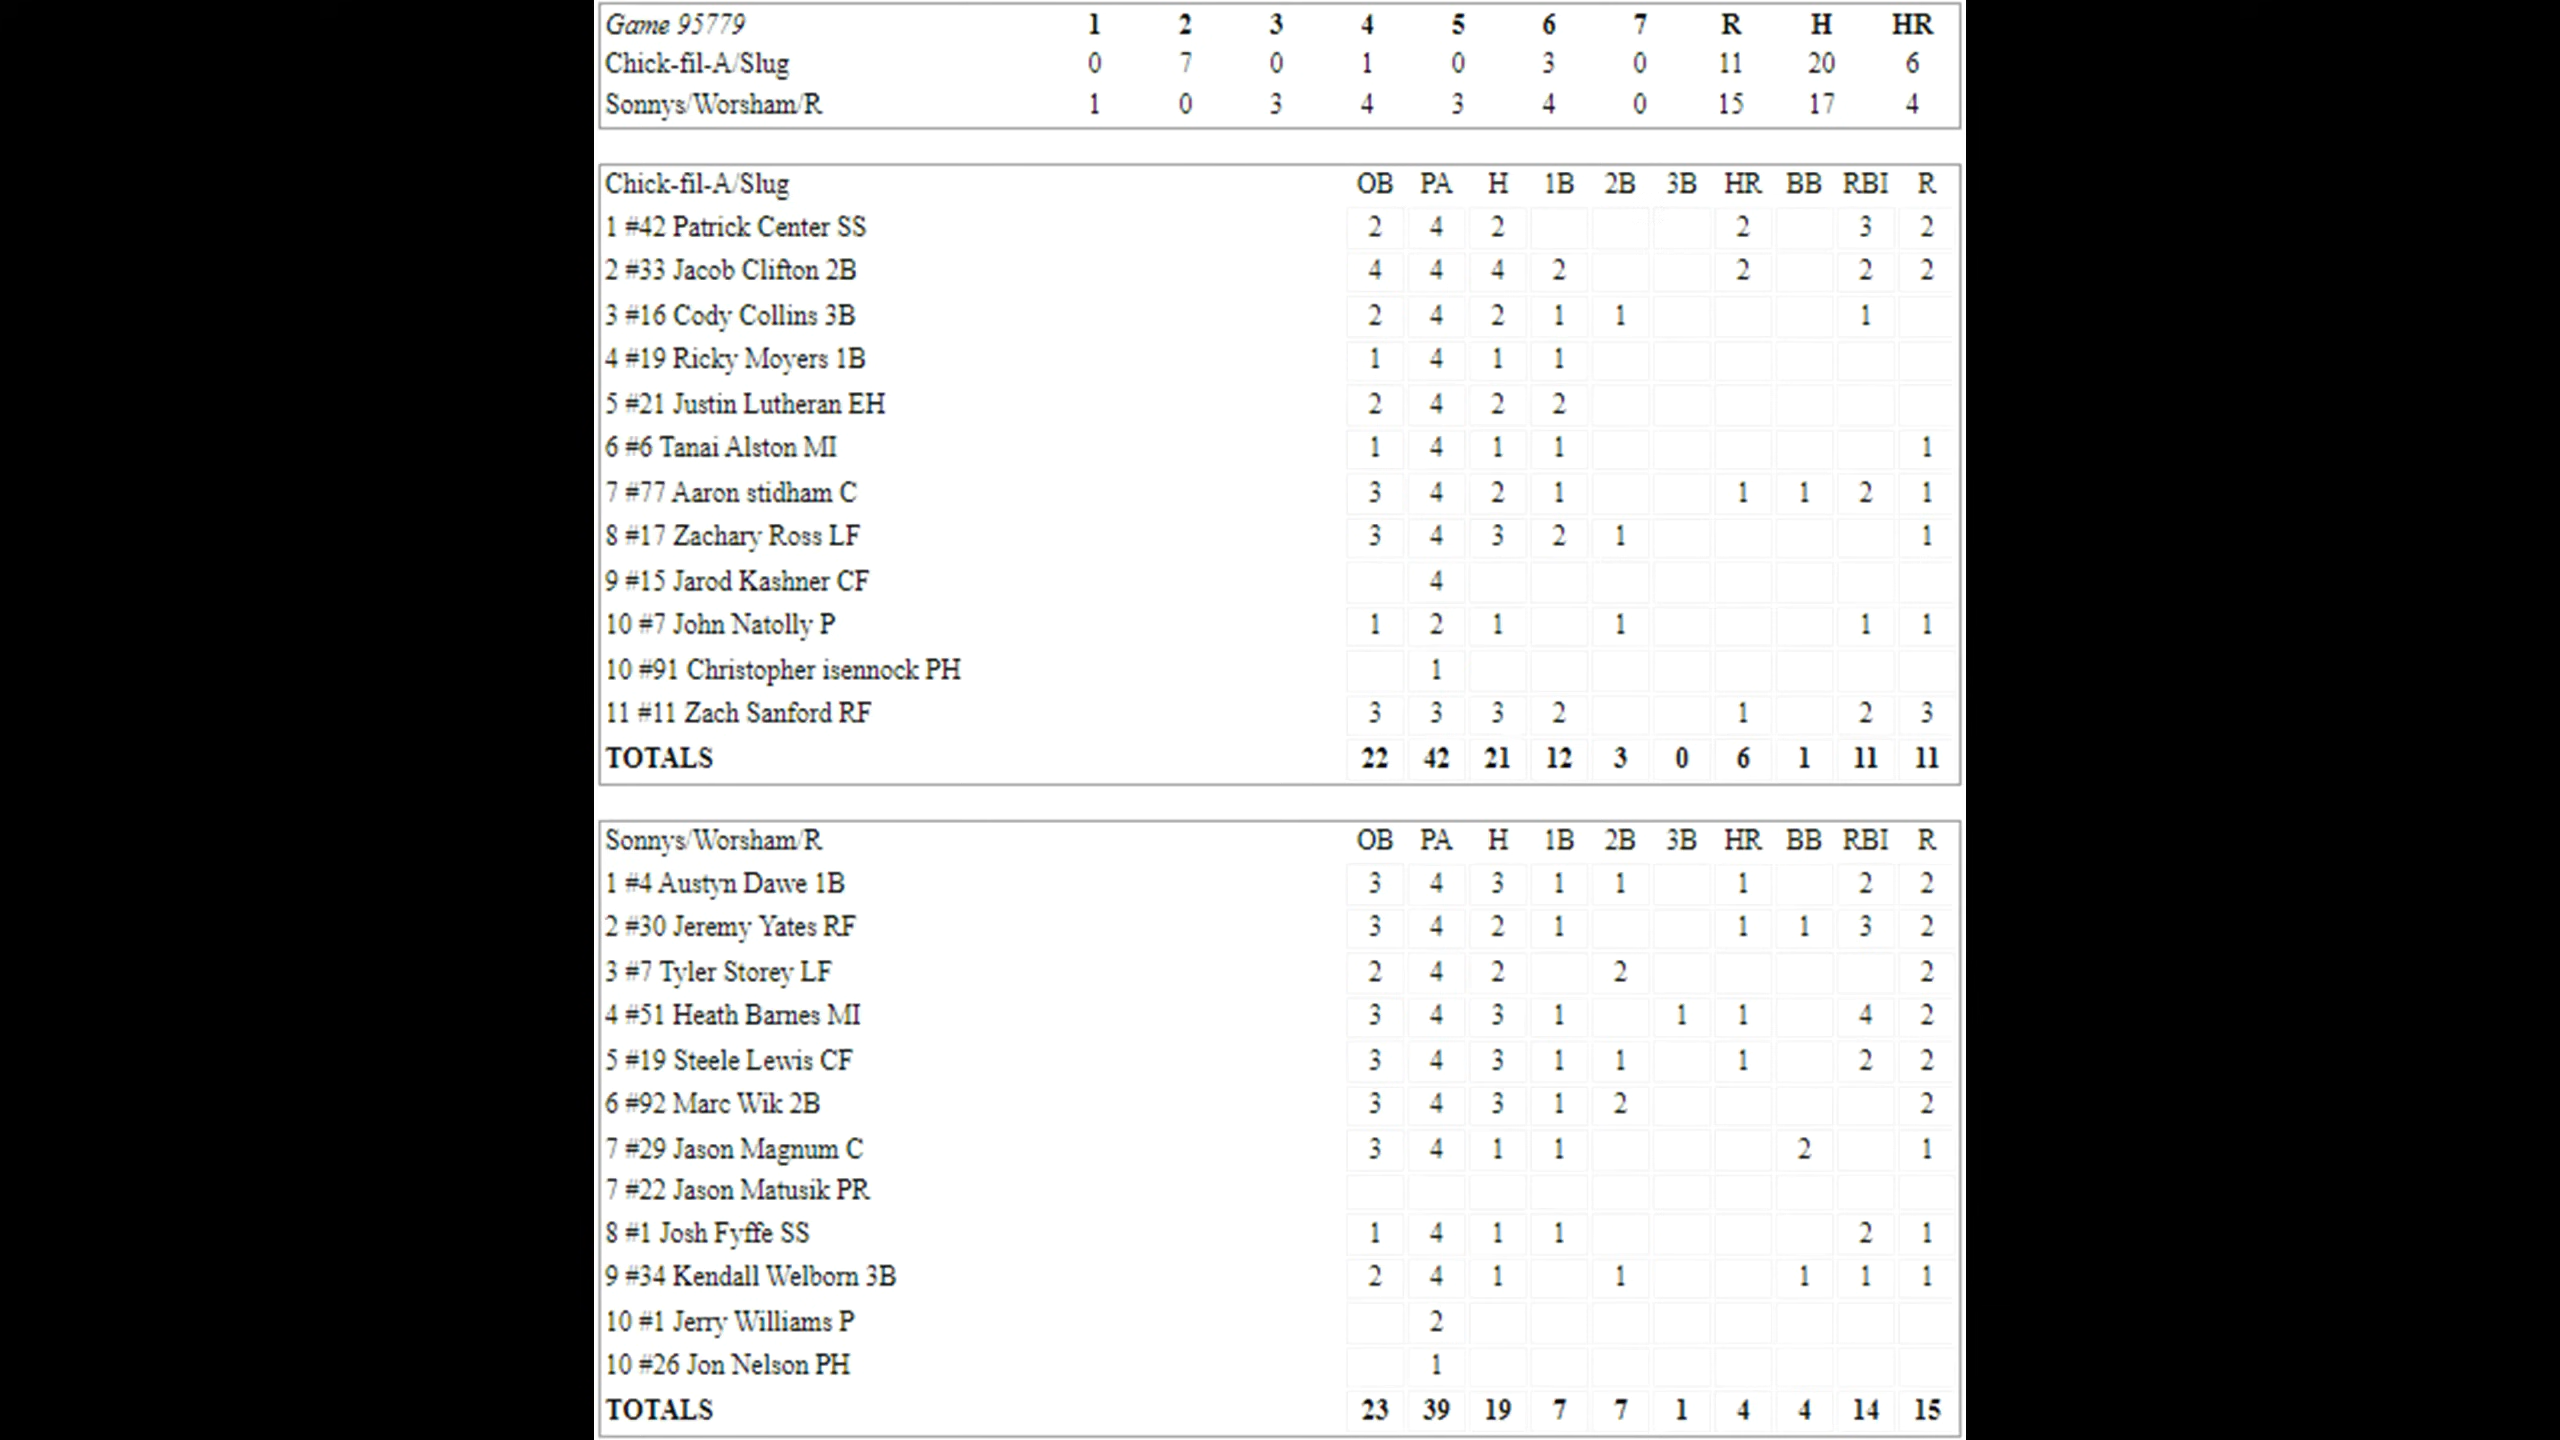 Game 95779 1 2 3 4 5 6 7 R H HR
Chick-fil-A/Slug 0 7 0 1 0 3 0 11 20 6
Sonnys/Worsham/R 1 0 3 4 3 4 0 15 17 4
Chick-fil-A/Slug OB PA H 1B 2B 3B HR BB RBI R
1 #42 Patrick Center SS 2 4 2 2 3 2
2 #33 Jacob Clifton 2B 4 4 4 2 2 2 2
3 #16 Cody Collins 3B 2 4 2 1 1 1
4 #19 Ricky Moyers 1B 1 4 1 1
5 #21 Justin Lutheran EH 2 4 2 2
6 #6 Tanai Alston MI 1 4 1 1 1
7 #77 Aaron stidham C 3 4 2 1 1 1 2 1
8 #17 Zachary Ross LF 3 4 3 2 1 1
9 #15 Jarod Kashner CF 4
10 #7 John Natolly P 1 2 1 1 1 1
10 #91 Christopher isennock PH 1
11 #11 Zach Sanford RF 3 3 3 2 1 2 3
TOTALS 22 42 21 12 3 0 6 1 11 11
Sonnys/Worsham/R OB PA H 1B 2B 3B HR BB RBI R
1 #4 Austyn Dawe 1B 3 4 3 1 1 1 2 2
2 #30 Jeremy Yates RF 3 4 2 1 1 1 3 2
3 #7 Tyler Storey LF 2 4 2 2 2
4 #51 Heath Barnes MI 3 4 3 1 1 1 4 2
5 #19 Steele Lewis CF 3 4 3 1 1 1 2 2
6 #92 Marc Wik 2B 3 4 3 1 2 2
7 #29 Jason Magnum C 3 4 1 1 2 1
7 #22 Jason Matusik PR
8 #1 Josh Fyffe SS 1 4 1 1 2 1
9 #34 Kendall Welborn 3B 2 4 1 1 1 1 1
10 #1 Jerry Williams P 2
10 #26 Jon Nelson PH 1
TOTALS 23 39 19 7 7 1 4 4 14 15